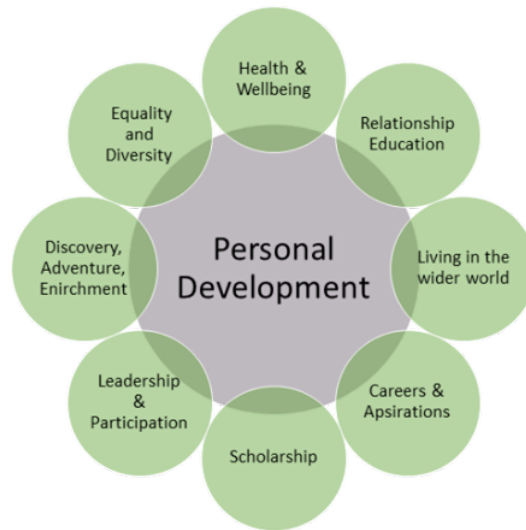 Health &
Wellbeing
Relationship
Education
Living in the
wider world
Careers &
Apsirations
Scholarship
Leadership
&
Participation
Discovery,
Adventure,
Enirchment
Equality
and
Diversity
Personal
Development